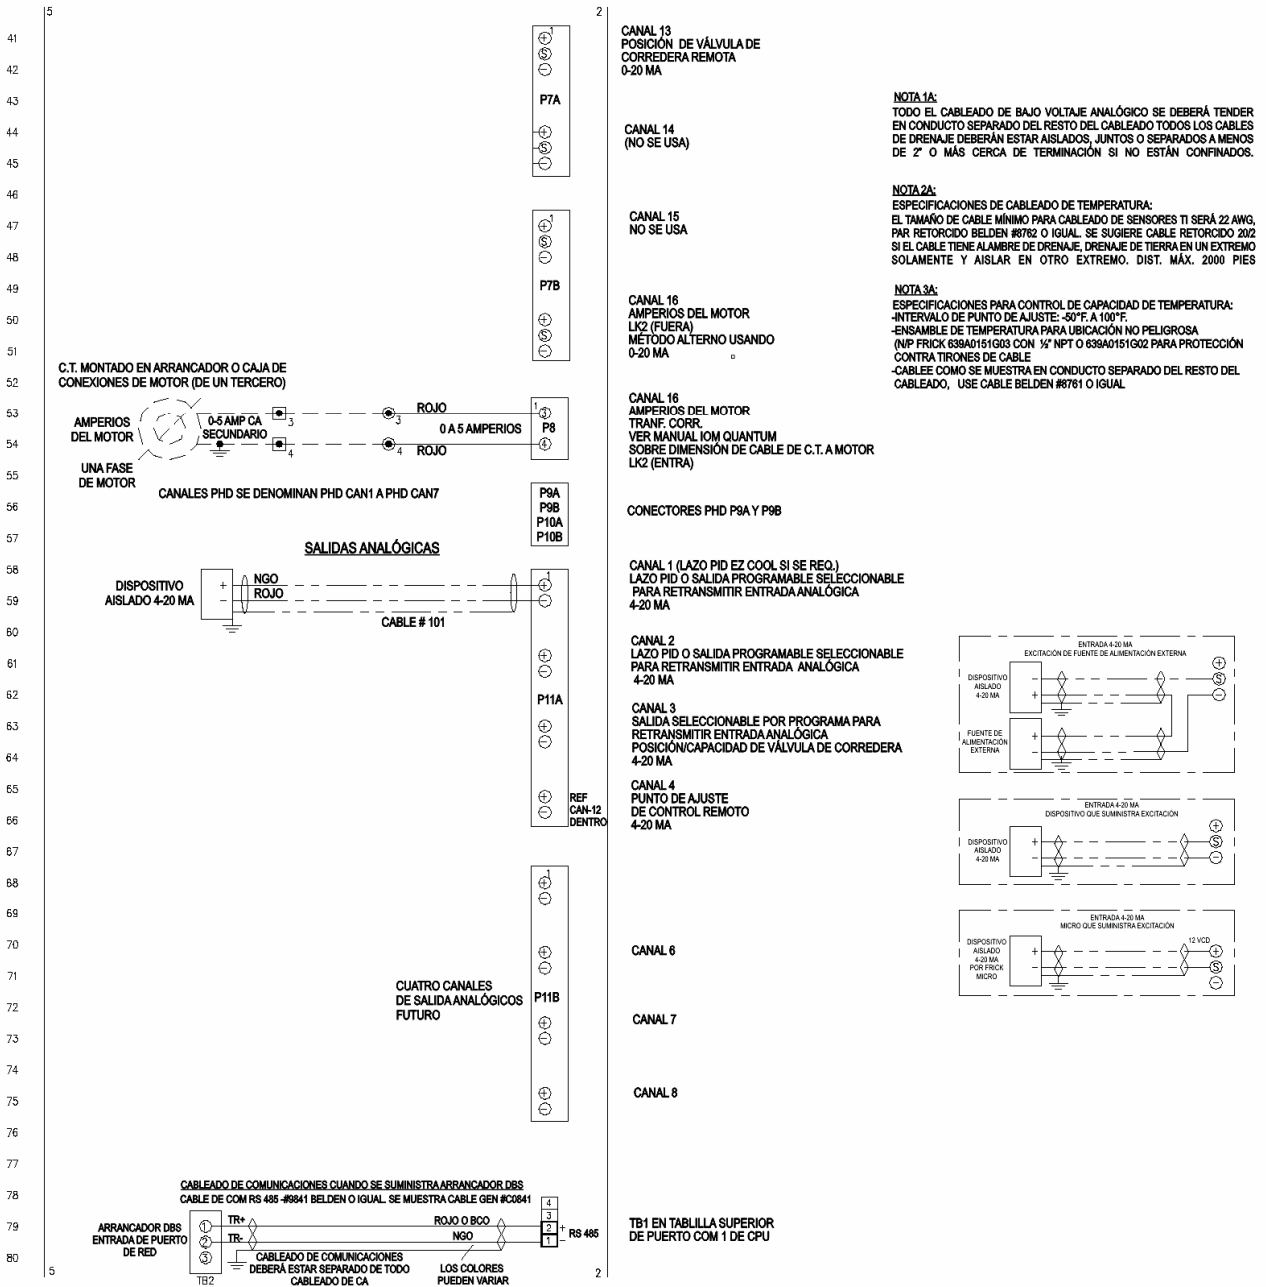 5
2
41
42
43
44
45
46
47
48
49
50
51
52
53
54
55
56
57
58
59
60
61
62
63
64
65
66
67
68
69
70
71
72
73
74
75
76
77
78
79
80
1
+
S
-
P7A
+
S
-
CANAL 13
POSICIÓN DE VÁLVULA DE
CORREDERA REMOTA
0-20 MA
CANAL 14
(NO SE USA)
NOTA 1A:
TODO EL CABLEADO DE BAJO VOLTAJE ANALÓGICO SE DEBERÁ TENDER
EN CONDUCTO SEPARADO DEL RESTO DEL CABLEADO TODOS LOS CABLES
DE DRENAJE DEBERÁN ESTAR AISLADOS, JUNTOS O SEPARADOS A MENOS
DE 2" O MÁS CERCA DE TERMINACIÓN SI NO ESTÁN CONFINADOS.
1
+
S
-
P7B
+
S
-
CANAL 15
NO SE USA
NOTA 2A:
ESPECIFICACIONES DE CABLEADO DE TEMPERATURA:
EL TAMAÑO DE CABLE MÍNIMO PARA CABLEADO DE SENSORES TI SERÁ 22 AWG,
PAR RETORCIDO BELDEN #8762 O IGUAL. SE SUGIERE CABLE RETORCIDO 20/2
SI EL CABLE TIENE ALAMBRE DE DRENAJE, DRENAJE DE TIERRA EN UN EXTREMO
SOLAMENTE Y AISLAR EN OTRO EXTREMO. DIST. MÁX. 2000 PIES
CANAL 16
AMPERIOS DEL MOTOR
LK2 (FUERA)
MÉTODO ALTERNO USANDO
0-20 MA
NOTA 3A:
ESPECIFICACIONES PARA CONTROL DE CAPACIDAD DE TEMPERATURA:
-INTERVALO DE PUNTO DE AJUSTE: -50°F. A 100°F.
-ENSAMBLE DE TEMPERATURA PARA UBICACIÓN NO PELIGROSA
(N/P FRICK 639A0151G03 CON ½" NPT O 639A0151G02 PARA PROTECCIÓN
CONTRA TIRONES DE CABLE
-CABLEE COMO SE MUESTRA EN CONDUCTO SEPARADO DEL RESTO DEL
CABLEADO, USE CABLE BELDEN #8761 O IGUAL
C.T. MONTADO EN ARRANCADOR O CAJA DE
CONEXIONES DE MOTOR (DE UN TERCERO)
AMPERIOS
DEL MOTOR
0-5 AMP CA
SECUNDARIO
3
4
3
4
ROJO
0 A 5 AMPERIOS
ROJO
1
3
P8
4
UNA FASE
DE MOTOR
CANAL 16
AMPERIOS DEL MOTOR
TRANF. CORR.
VER MANUAL IOM QUANTUM
SOBRE DIMENSIÓN DE CABLE DE C.T. A MOTOR
LK2 (ENTRA)
CANALES PHD SE DENOMINAN PHD CAN1 A PHD CAN7
P9A
P9B
P10A
P10B
CONECTORES PHD P9A Y P9B
SALIDAS ANALÓGICAS
DISPOSITIVO
AISLADO 4-20 MA
+
-
NGO
ROJO
CABLE # 101
1
+
-
+
-
P11A
+
-
+
-
REF
CAN-12
DENTRO
CANAL 1 (LAZO PID EZ COOL SI SE REQ.)
LAZO PID O SALIDA PROGRAMABLE SELECCIONABLE
PARA RETRANSMITIR ENTRADA ANALÓGICA
4-20 MA
CANAL 2
LAZO PID O SALIDA PROGRAMABLE SELECCIONABLE
PARA RETRANSMITIR ENTRADA ANALÓGICA
4-20 MA
CANAL 3
SALIDA SELECCIONABLE POR PROGRAMA PARA
RETRANSMITIR ENTRADA ANALÓGICA
POSICIÓN/CAPACIDAD DE VÁLVULA DE CORREDERA
4-20 MA
CANAL 4
PUNTO DE AJUSTE
DE CONTROL REMOTO
4-20 MA
ENTRADA 4-20 MA
EXCITACIÓN DE FUENTE DE ALIMENTACIÓN EXTERNA
DISPOSITIVO
AISLADO
4-20 MA
-
+
FUENTE DE
ALIMENTACIÓN
EXTERNA
+
-
+
S
-
ENTRADA 4-20 MA
DISPOSITIVO QUE SUMINISTRA EXCITACIÓN
DISPOSITIVO
AISLADO
4-20 MA
+
-
+
S
-
ENTRADA 4-20 MA
MICRO QUE SUMINISTRA EXCITACIÓN
DISPOSITIVO
AISLADO
4-20 MA
POR FRICK
MICRO
+
-
12 VCD
+
S
-
1
+
-
+
-
P11B
+
-
+
-
CUATRO CANALES
DE SALIDA ANALÓGICOS
FUTURO
CANAL 6
CANAL 7
CANAL 8
CABLEADO DE COMUNICACIONES CUANDO SE SUMINISTRA ARRANCADOR DBS
CABLE DE COM RS 485 -#9841 BELDEN O IGUAL. SE MUESTRA CABLE GEN #C0841
ARRANCADOR DBS
ENTRADA DE PUERTO
DE RED
1
2
3
TB2
TR+
TR-
ROJO O BCO
NGO
4
3
2
1
+
-
RS 485
TB1 EN TABLILLA SUPERIOR
DE PUERTO COM 1 DE CPU
CABLEADO DE COMUNICACIONES
DEBERÁ ESTAR SEPARADO DE TODO
CABLEADO DE CA
LOS COLORES
PUEDEN VARIAR
5
2